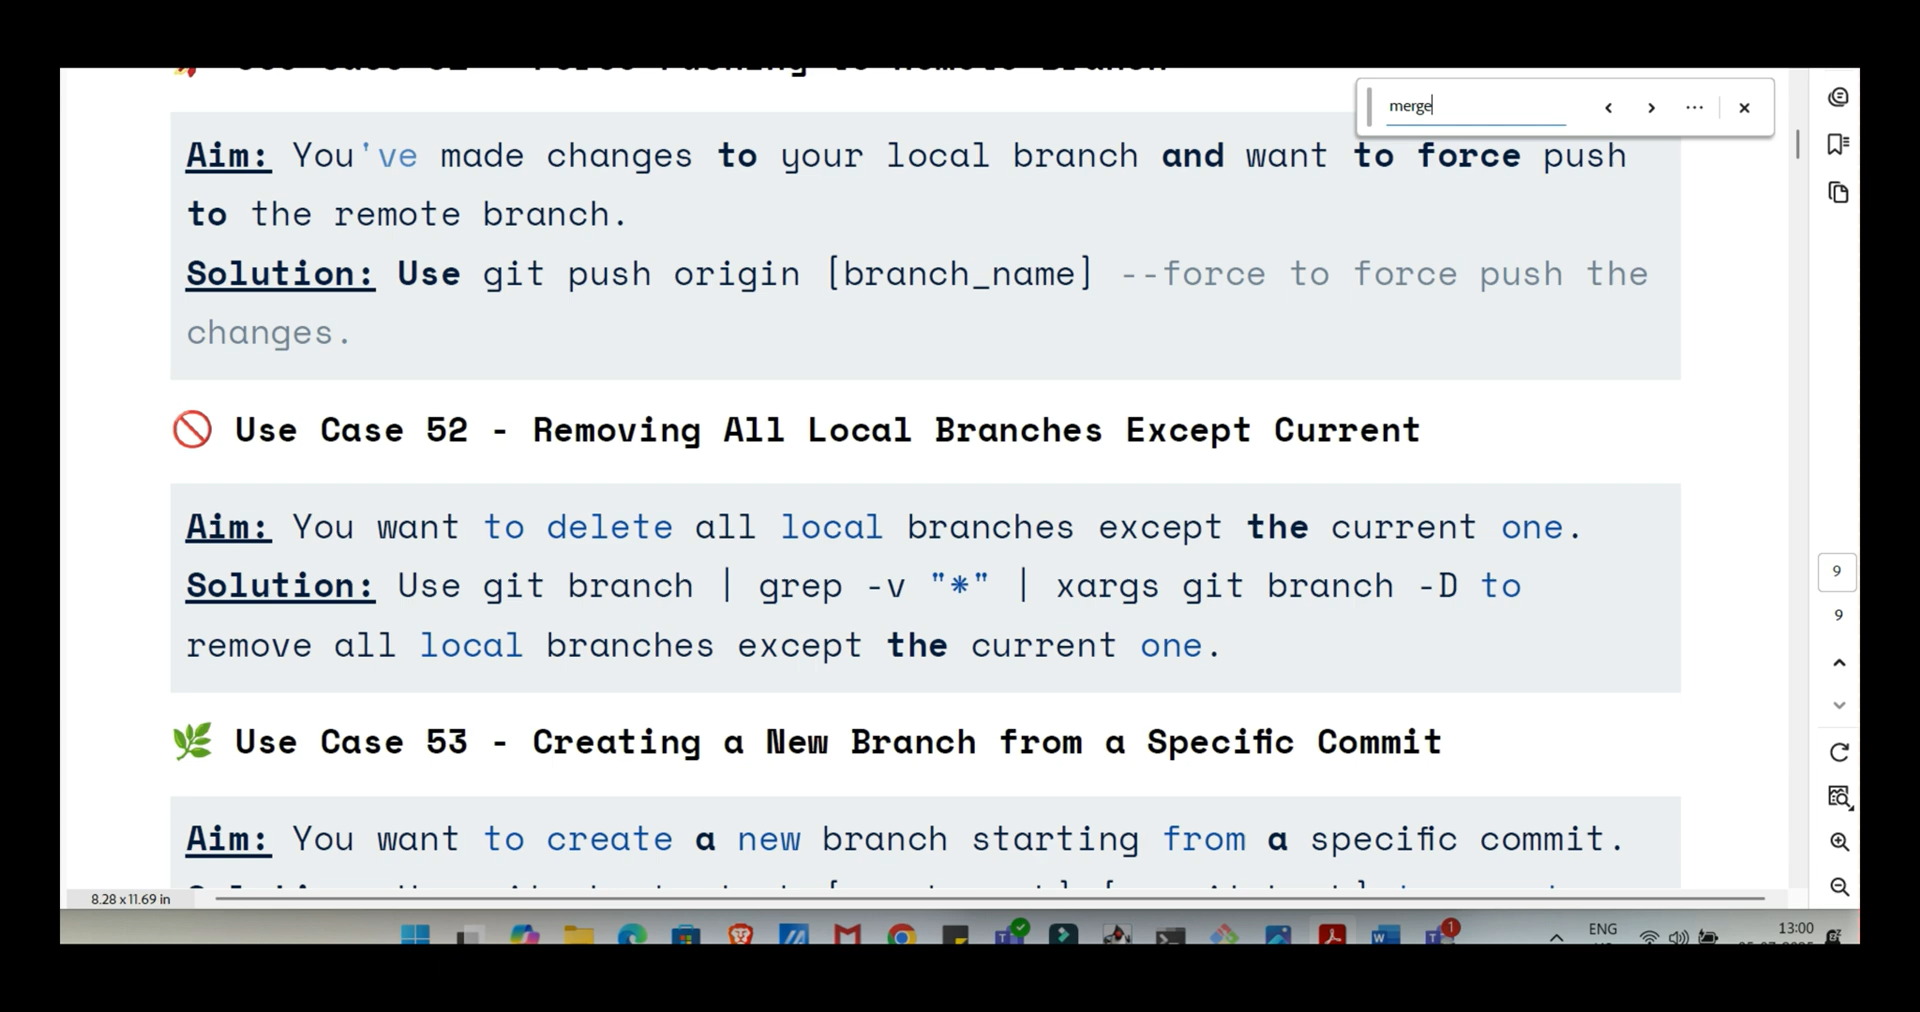 merge
Aim: You've made changes to your local branch and want to force push
to the remote branch.
Solution: Use git push origin [branch_name] --force to force push the
changes.
🚫 Use Case 52 - Removing All Local Branches Except Current
Aim: You want to delete all local branches except the current one.
Solution: Use git branch | grep -v "*" | xargs git branch -D to
remove all local branches except the current one.
9
9
🌿 Use Case 53 - Creating a New Branch from a Specific Commit
Aim: You want to create a new branch starting from a specific commit.
8.28 x 11.69 in
1
ENG
13:00